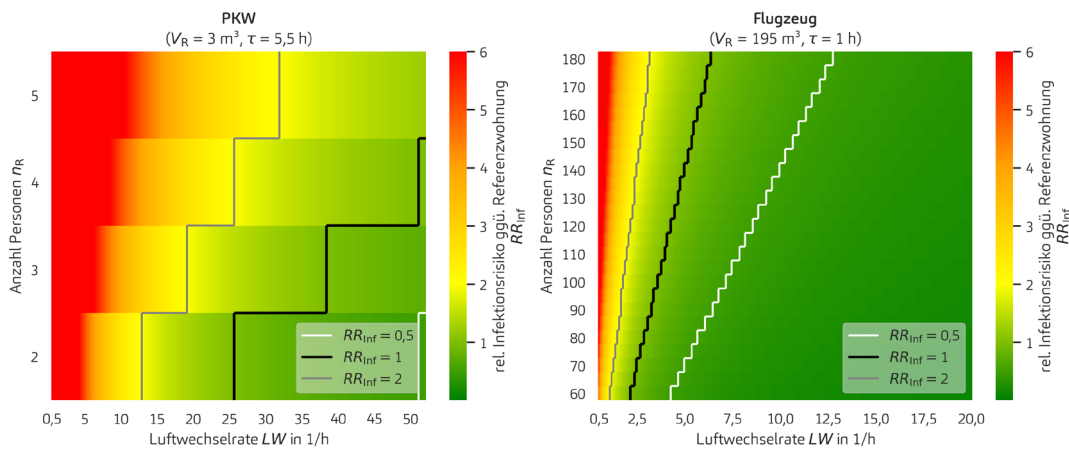 PKW
(V_R = 3 m³, τ = 5,5 h)
Anzahl Personen n_R
5
4
3
2
0,5 5 10 15 20 25 30 35 40 45 50
Luftwechselrate LW in 1/h
RR_Inf = 0,5
RR_Inf = 1
RR_Inf = 2
6
5
4
3
2
1
rel. Infektionsrisiko ggü. Referenzwohnung
RR_Inf
Flugzeug
(V_R = 195 m³, τ = 1 h)
Anzahl Personen n_R
180
170
160
150
140
130
120
110
100
90
80
70
60
0,5 2,5 5,0 7,5 10,0 12,5 15,0 17,5 20,0
Luftwechselrate LW in 1/h
RR_Inf = 0,5
RR_Inf = 1
RR_Inf = 2
6
5
4
3
2
1
rel. Infektionsrisiko ggü. Referenzwohnung
RR_Inf